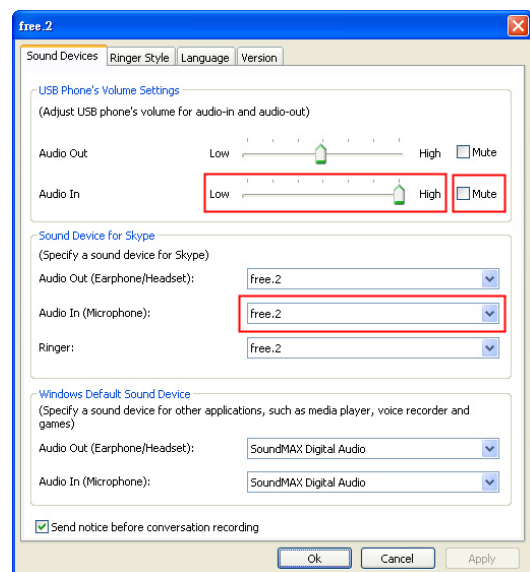 free.2
Sound Devices Ringer Style Language Version
USB Phone's Volume Settings
(Adjust USB phone's volume for audio-in and audio-out)
Audio Out Low High Mute
Audio In Low High Mute
Sound Device for Skype
(Specify a sound device for Skype)
Audio Out (Earphone/Headset): free.2
Audio In (Microphone): free.2
Ringer: free.2
Windows Default Sound Device
(Specify a sound device for other applications, such as media player, voice recorder and
games)
Audio Out (Earphone/Headset): SoundMAX Digital Audio
Audio In (Microphone): SoundMAX Digital Audio
Send notice before conversation recording
Ok Cancel Apply